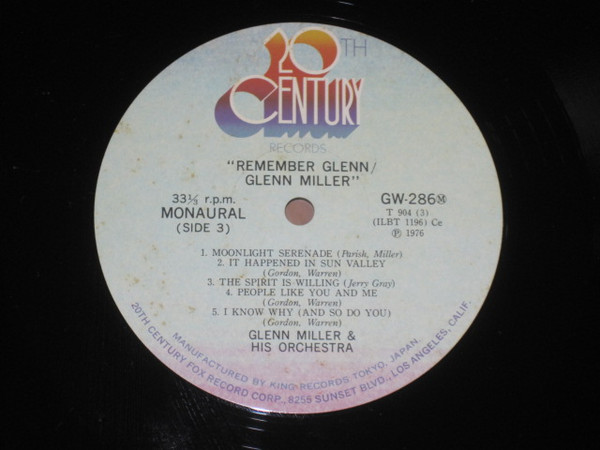 20TH
CENTURY
RECORDS
"REMEMBER GLENN/
GLENN MILLER"
33⅓ r.p.m.
MONAURAL
(SIDE 3)
GW-286Ⓜ
T 904 (3)
(ILBT 1196) Ce
Ⓟ 1976
1. MOONLIGHT SERENADE (Parish, Miller)
2. IT HAPPENED IN SUN VALLEY
(Gordon, Warren)
3. THE SPIRIT IS WILLING (Jerry Gray)
4. PEOPLE LIKE YOU AND ME
(Gordon, Warren)
5. I KNOW WHY (AND SO DO YOU)
(Gordon, Warren)
GLENN MILLER &
HIS ORCHESTRA
MANUFACTURED BY KING RECORDS, TOKYO, JAPAN.
20TH CENTURY FOX RECORD CORP., 8255 SUNSET BLVD., LOS ANGELES, CALIF.